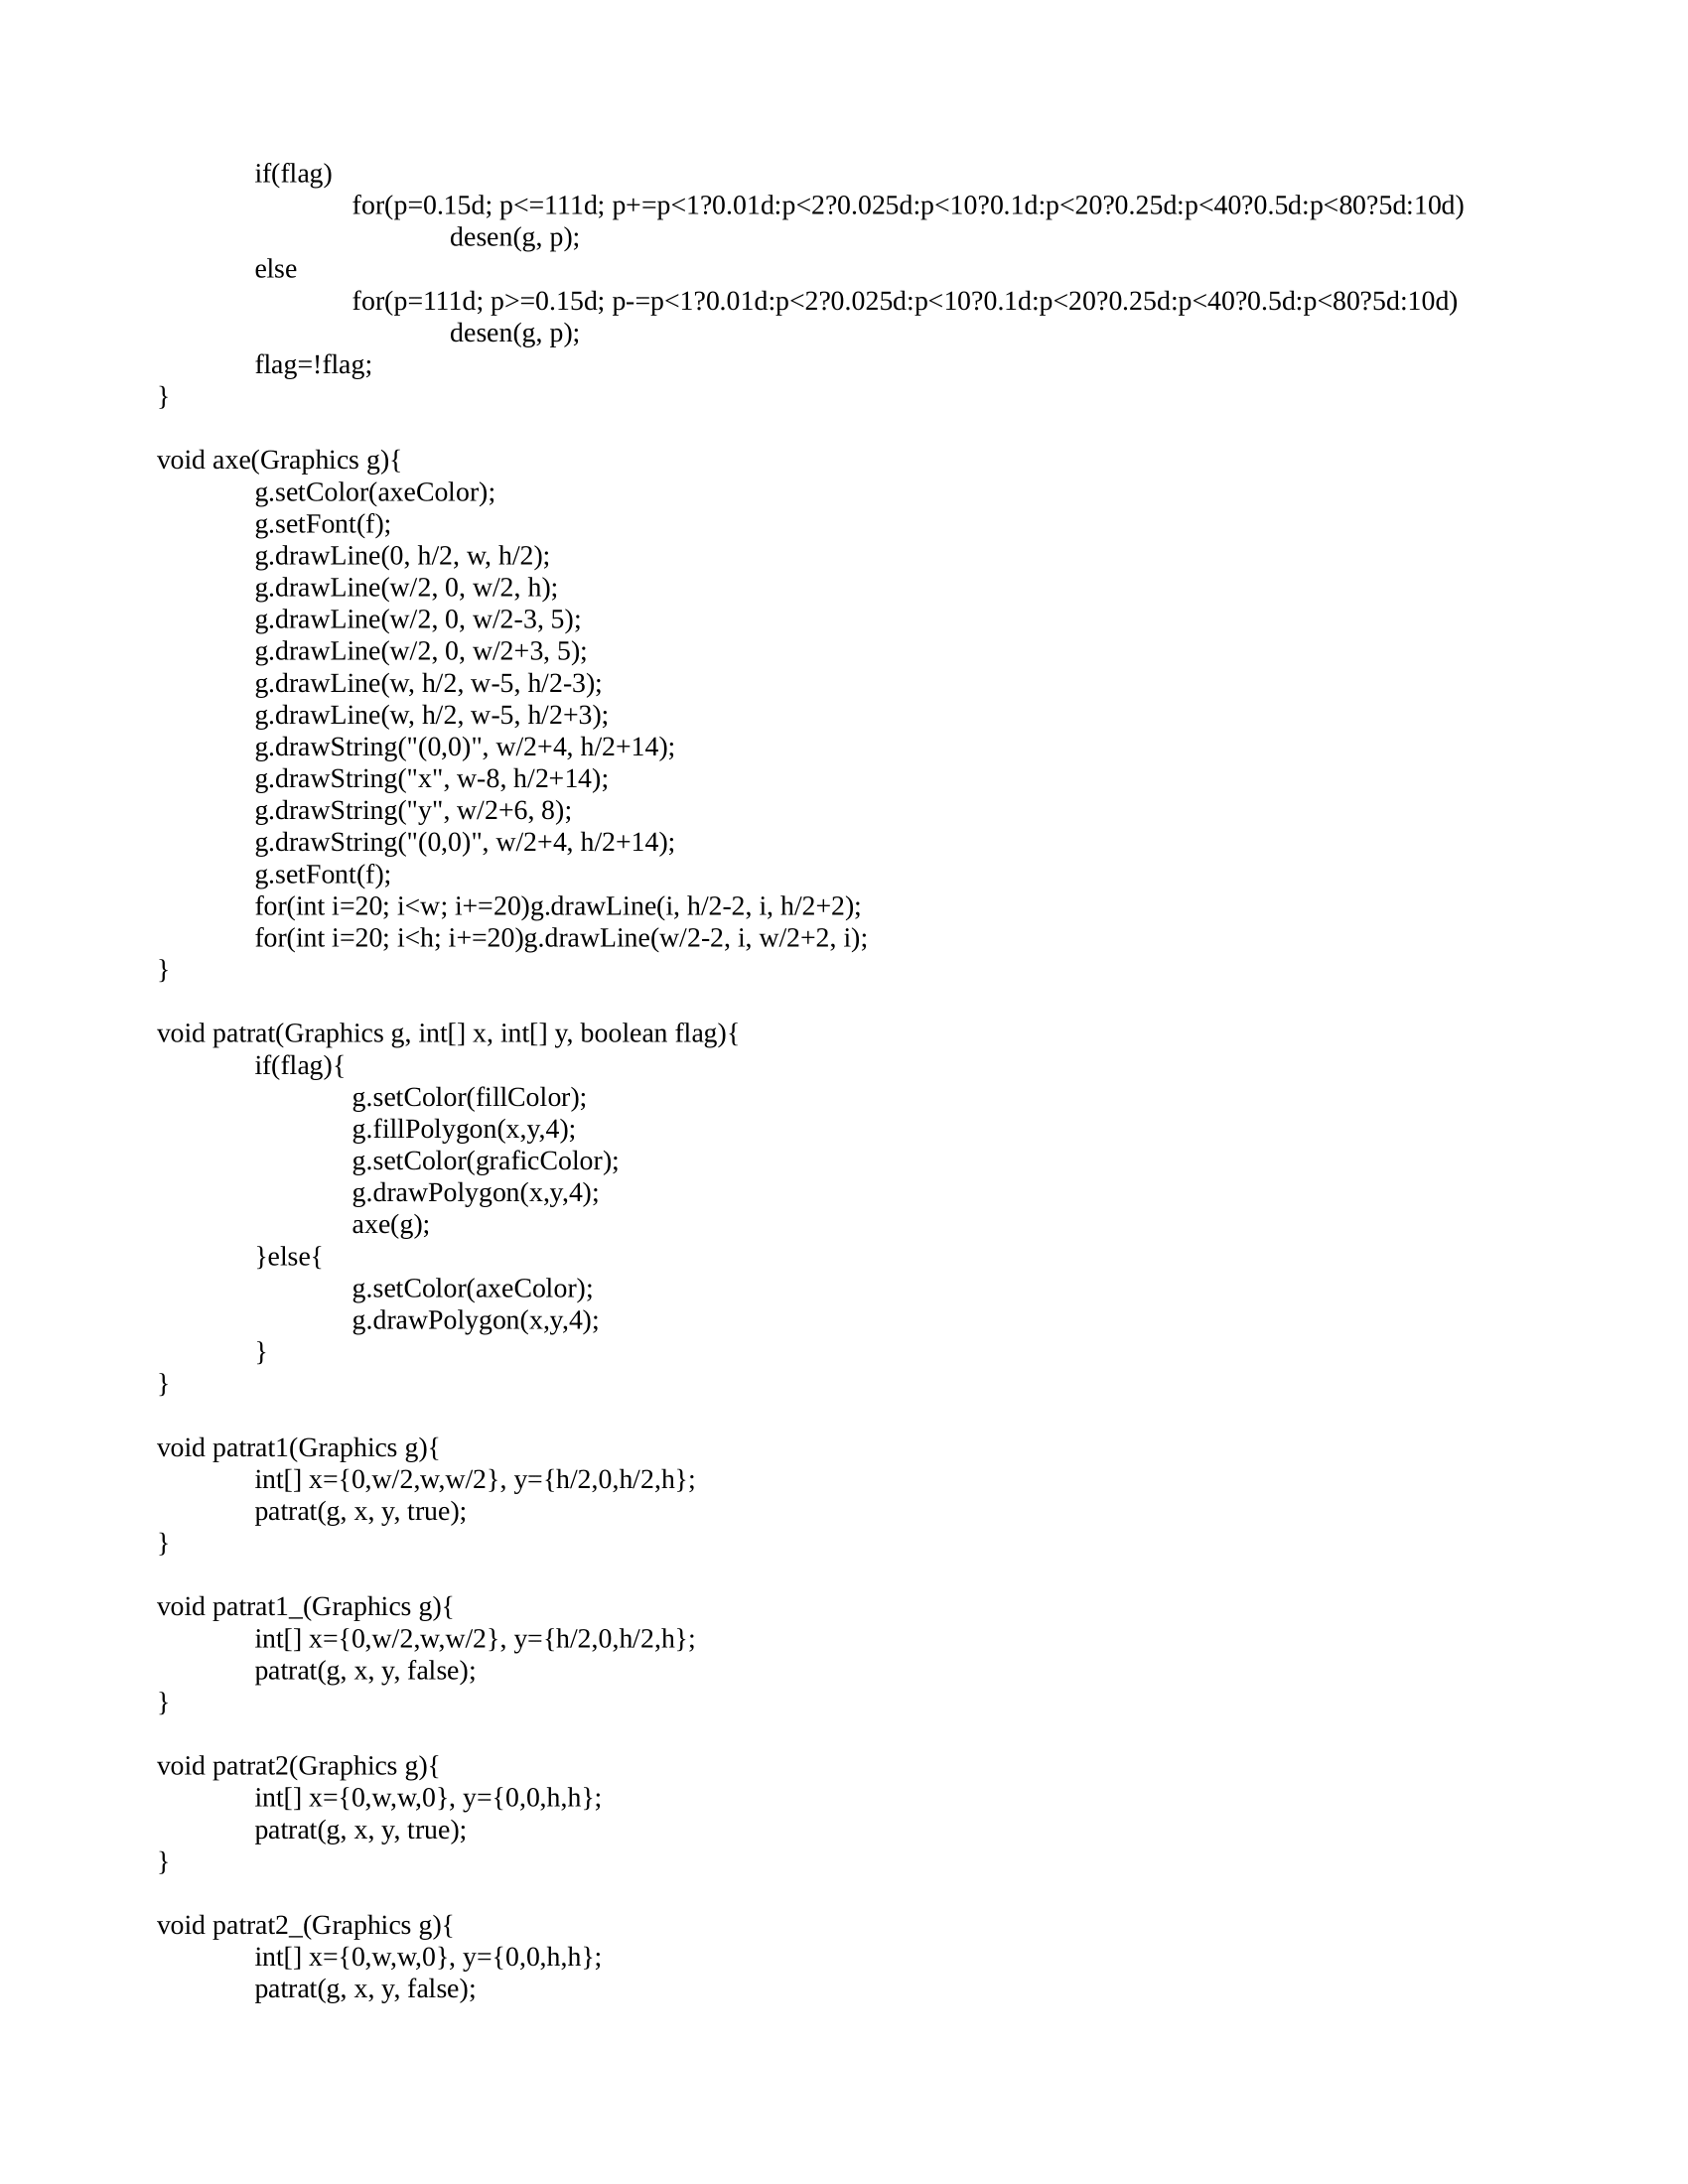 if(flag)
for(p=0.15d; p<=111d; p+=p<1?0.01d:p<2?0.025d:p<10?0.1d:p<20?0.25d:p<40?0.5d:p<80?5d:10d)
desen(g, p);
else
for(p=111d; p>=0.15d; p-=p<1?0.01d:p<2?0.025d:p<10?0.1d:p<20?0.25d:p<40?0.5d:p<80?5d:10d)
desen(g, p);
flag=!flag;
}

void axe(Graphics g){
g.setColor(axeColor);
g.setFont(f);
g.drawLine(0, h/2, w, h/2);
g.drawLine(w/2, 0, w/2, h);
g.drawLine(w/2, 0, w/2-3, 5);
g.drawLine(w/2, 0, w/2+3, 5);
g.drawLine(w, h/2, w-5, h/2-3);
g.drawLine(w, h/2, w-5, h/2+3);
g.drawString("(0,0)", w/2+4, h/2+14);
g.drawString("x", w-8, h/2+14);
g.drawString("y", w/2+6, 8);
g.drawString("(0,0)", w/2+4, h/2+14);
g.setFont(f);
for(int i=20; i<w; i+=20)g.drawLine(i, h/2-2, i, h/2+2);
for(int i=20; i<h; i+=20)g.drawLine(w/2-2, i, w/2+2, i);
}

void patrat(Graphics g, int[] x, int[] y, boolean flag){
if(flag){
g.setColor(fillColor);
g.fillPolygon(x,y,4);
g.setColor(graficColor);
g.drawPolygon(x,y,4);
axe(g);
}else{
g.setColor(axeColor);
g.drawPolygon(x,y,4);
}
}

void patrat1(Graphics g){
int[] x={0,w/2,w,w/2}, y={h/2,0,h/2,h};
patrat(g, x, y, true);
}

void patrat1_(Graphics g){
int[] x={0,w/2,w,w/2}, y={h/2,0,h/2,h};
patrat(g, x, y, false);
}

void patrat2(Graphics g){
int[] x={0,w,w,0}, y={0,0,h,h};
patrat(g, x, y, true);
}

void patrat2_(Graphics g){
int[] x={0,w,w,0}, y={0,0,h,h};
patrat(g, x, y, false);